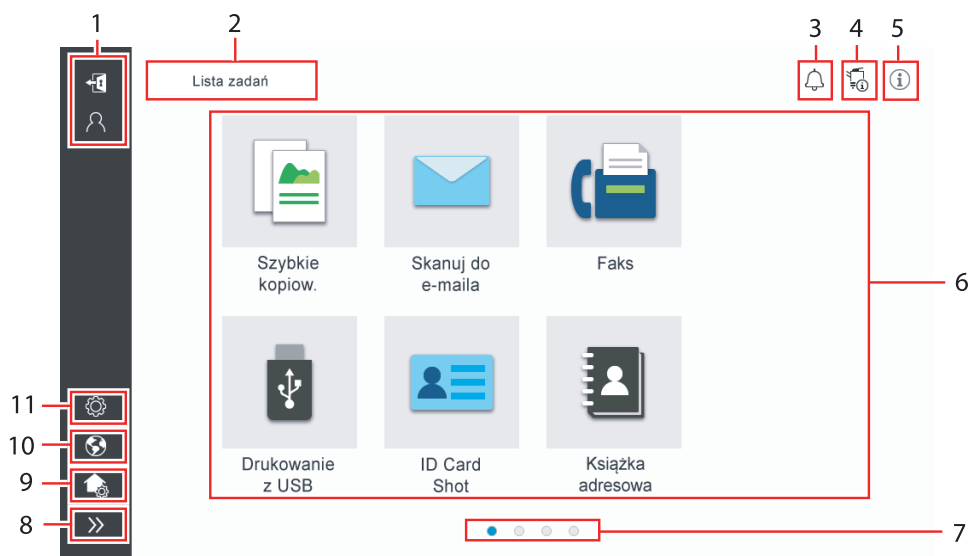 1
2
3 4 5
Lista zadań
Szybkie
kopiow.
Skanuj do
e-maila
Faks
6
11
10
9
8
Drukowanie
z USB
ID Card
Shot
Książka
adresowa
7